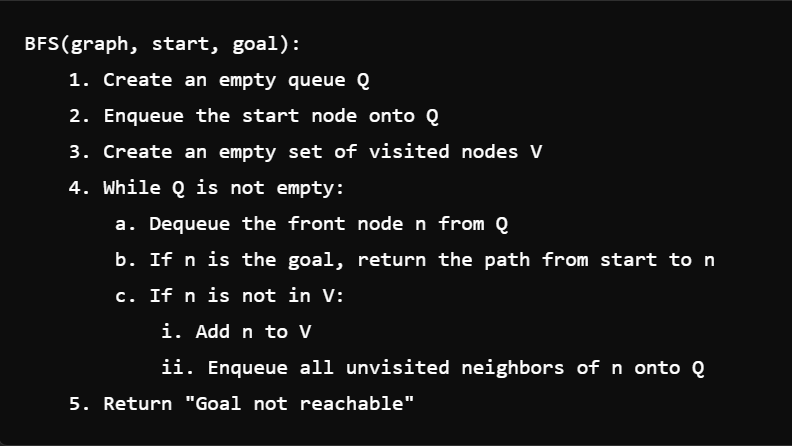 BFS(graph, start, goal):
1. Create an empty queue Q
2. Enqueue the start node onto Q
3. Create an empty set of visited nodes V
4. While Q is not empty:
a. Dequeue the front node n from Q
b. If n is the goal, return the path from start to n
c. If n is not in V:
i. Add n to V
ii. Enqueue all unvisited neighbors of n onto Q
5. Return "Goal not reachable"